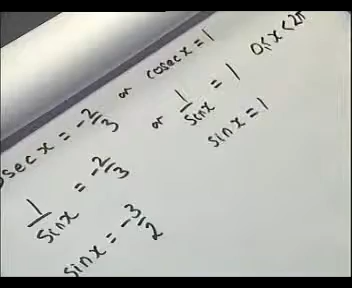 cosec x = -2/3 or cosec x = 1 0 ≤ x < 2π
1/sin x = -2/3 or 1/sin x = 1
sin x = -3/2 sin x = 1